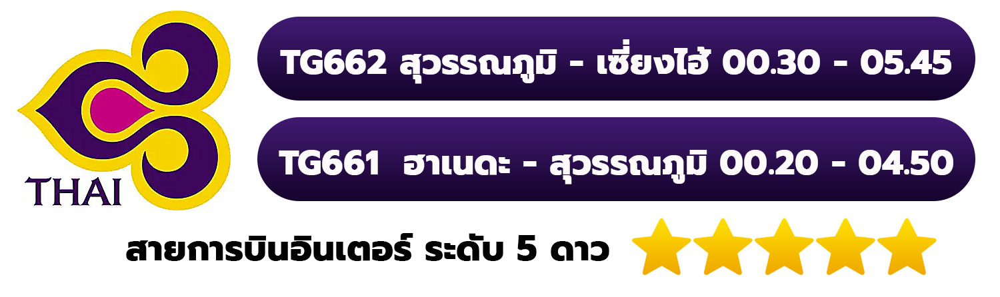 TG662 สุวรรณภูมิ - เซี่ยงไฮ้ 00.30 - 05.45
TG661 ฮาเนดะ - สุวรรณภูมิ 00.20 - 04.50
THAI
สายการบินอินเตอร์ ระดับ 5 ดาว